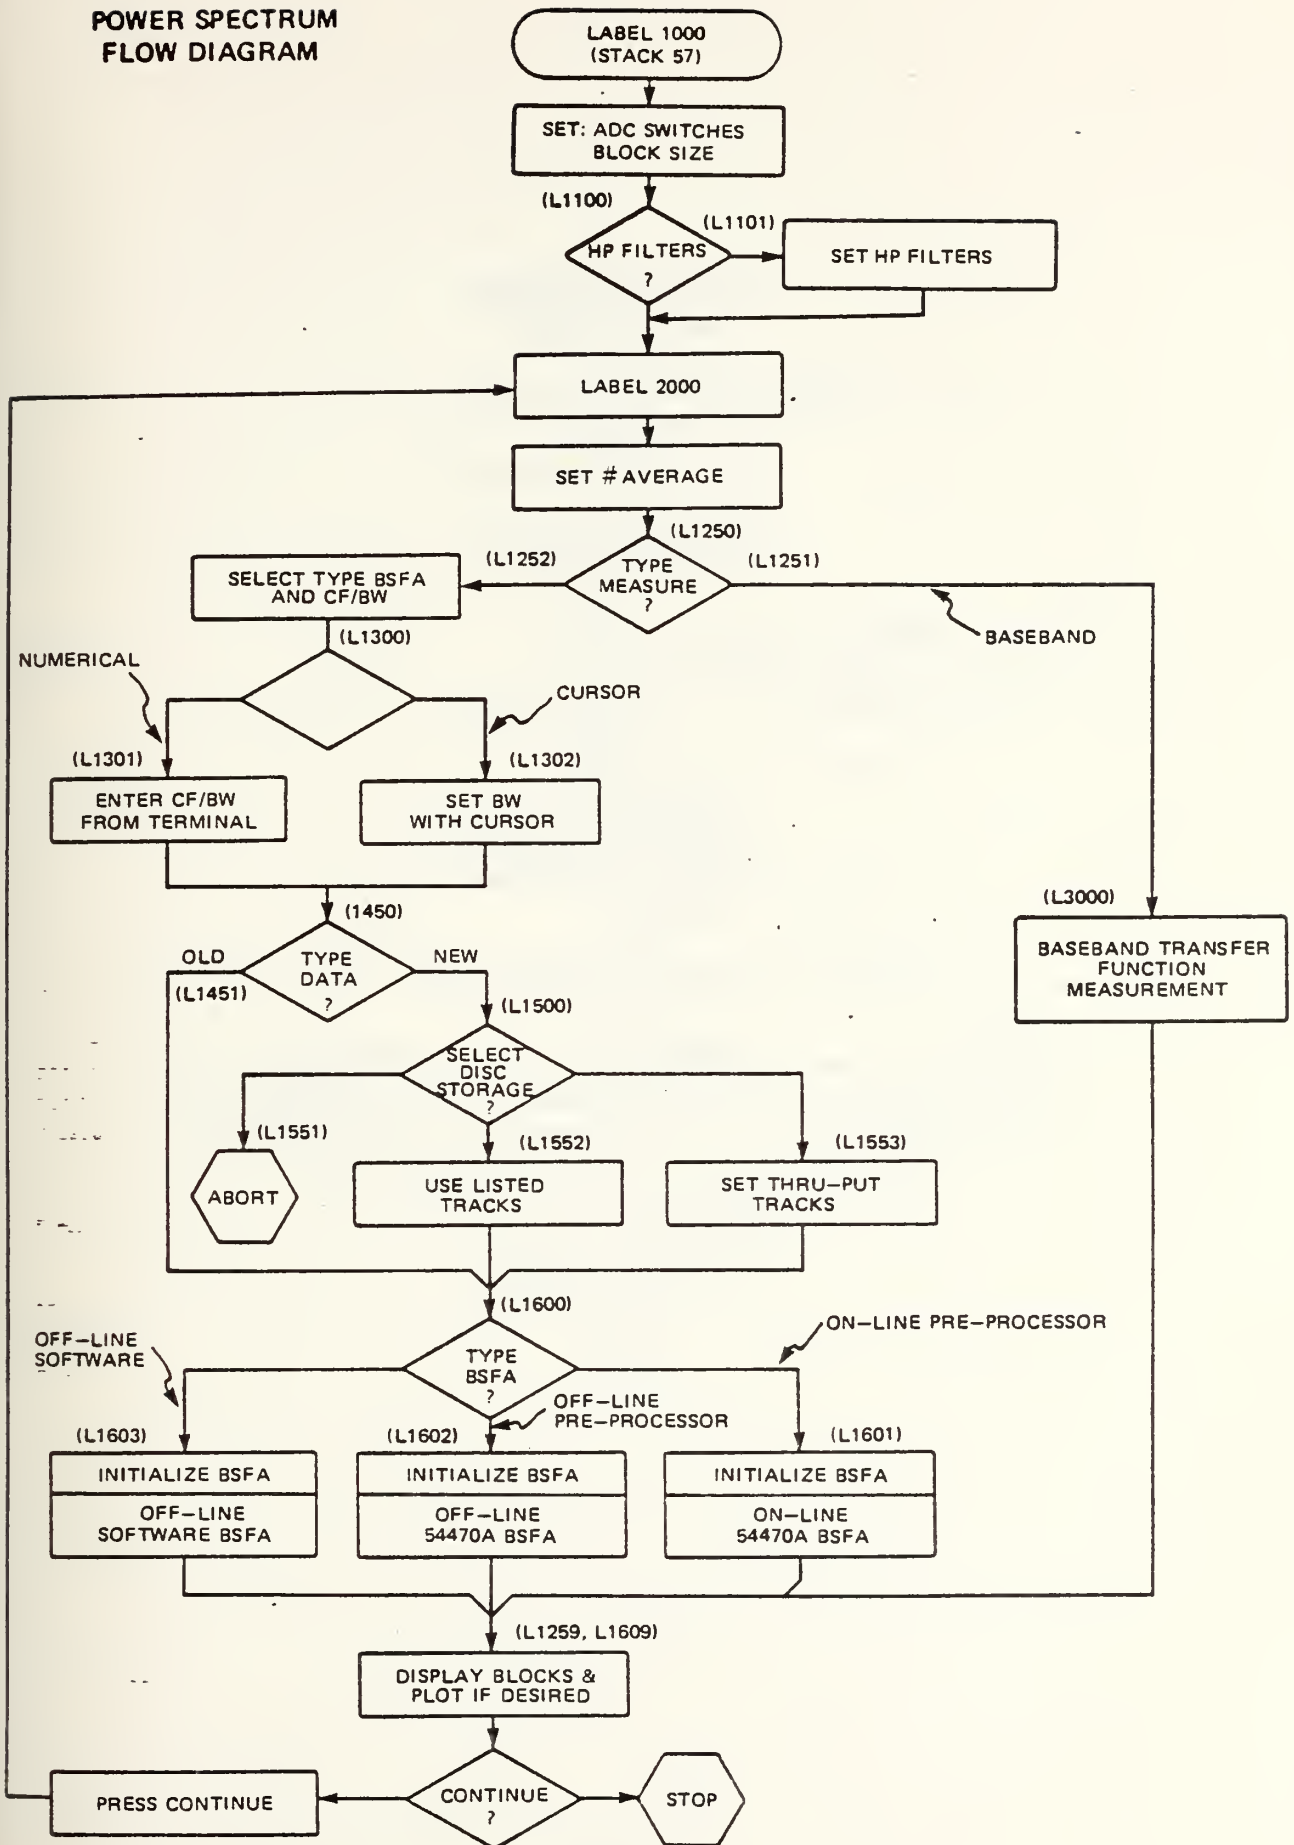 POWER SPECTRUM
FLOW DIAGRAM
LABEL 1000
(STACK 57)
SET: ADC SWITCHES
BLOCK SIZE
(L1100)
(L1101)
HP FILTERS
?
SET HP FILTERS
LABEL 2000
SET # AVERAGE
(L1250)
(L1252)
(L1251)
TYPE
MEASURE
?
SELECT TYPE BSFA
AND CF/BW
BASEBAND
(L1300)
NUMERICAL
CURSOR
(L1301)
(L1302)
ENTER CF/BW
FROM TERMINAL
SET BW
WITH CURSOR
(1450)
(L3000)
OLD
TYPE
DATA
?
NEW
(L1451)
BASEBAND TRANSFER
FUNCTION
MEASUREMENT
(L1500)
SELECT
DISC
STORAGE
?
(L1551)
(L1552)
(L1553)
ABORT
USE LISTED
TRACKS
SET THRU-PUT
TRACKS
(L1600)
OFF-LINE
SOFTWARE
ON-LINE PRE-PROCESSOR
TYPE
BSFA
?
OFF-LINE
PRE-PROCESSOR
(L1603)
(L1602)
(L1601)
INITIALIZE BSFA
OFF-LINE
SOFTWARE BSFA
INITIALIZE BSFA
OFF-LINE
54470A BSFA
INITIALIZE BSFA
ON-LINE
54470A BSFA
(L1259, L1609)
DISPLAY BLOCKS &
PLOT IF DESIRED
PRESS CONTINUE
CONTINUE
?
STOP